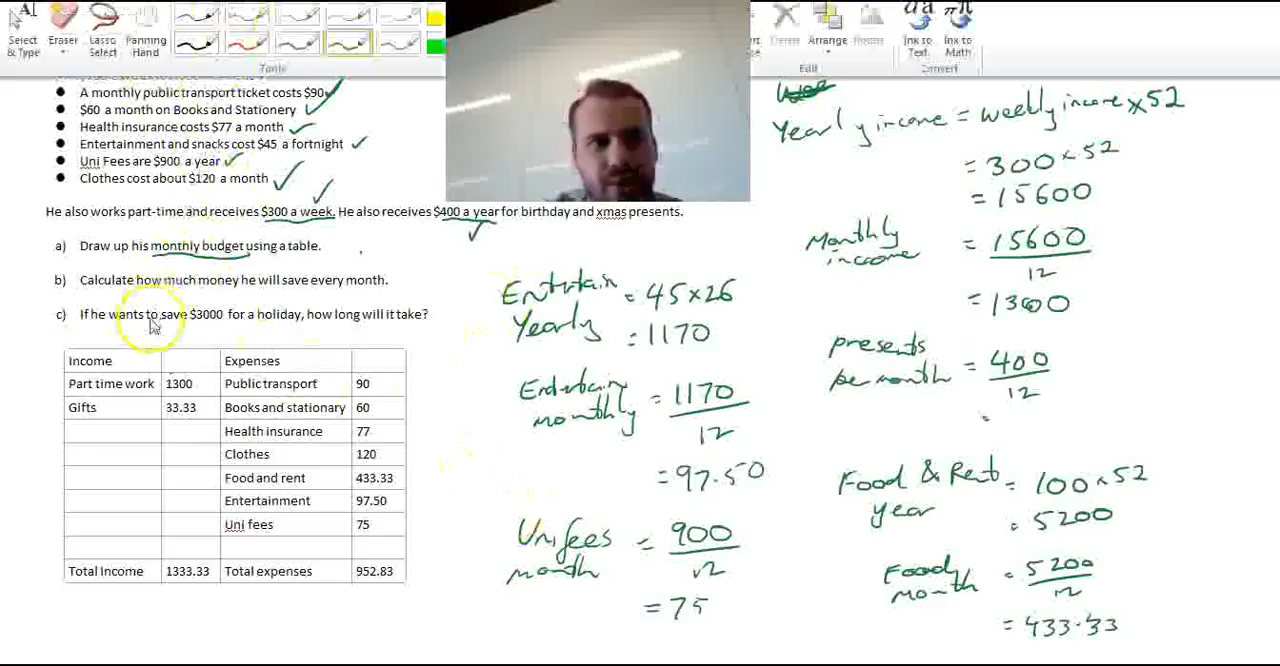 Select & Type
Eraser
Lasso Select
Panning Hand
Tools
Delete
Arrange
Rotate
Ink to Text
Ink to Math
Edit
Convert
A monthly public transport ticket costs $90
$60 a month on Books and Stationery
Health insurance costs $77 a month
Entertainment and snacks cost $45 a fortnight
Uni Fees are $900 a year
Clothes cost about $120 a month
He also works part-time and receives $300 a week. He also receives $400 a year for birthday and xmas presents.
a) Draw up his monthly budget using a table.
b) Calculate how much money he will save every month.
c) If he wants to save $3000 for a holiday, how long will it take?
Income Expenses
Part time work 1300 Public transport 90
Gifts 33.33 Books and stationary 60
Health insurance 77
Clothes 120
Food and rent 433.33
Entertainment 97.50
Uni fees 75
Total Income 1333.33 Total expenses 952.83
Entertain Yearly = 45 × 26
= 1170
Entertain monthly = 1170
12
= 97.50
Uni fees month = 900
12
= 75
Yearly income = weekly income × 52
= 300 × 52
= 15600
Monthly income = 15600
12
= 1300
presents per month = 400
12
=
Food & Rent year = 100 × 52
= 5200
Food month = 5200
12
= 433.33